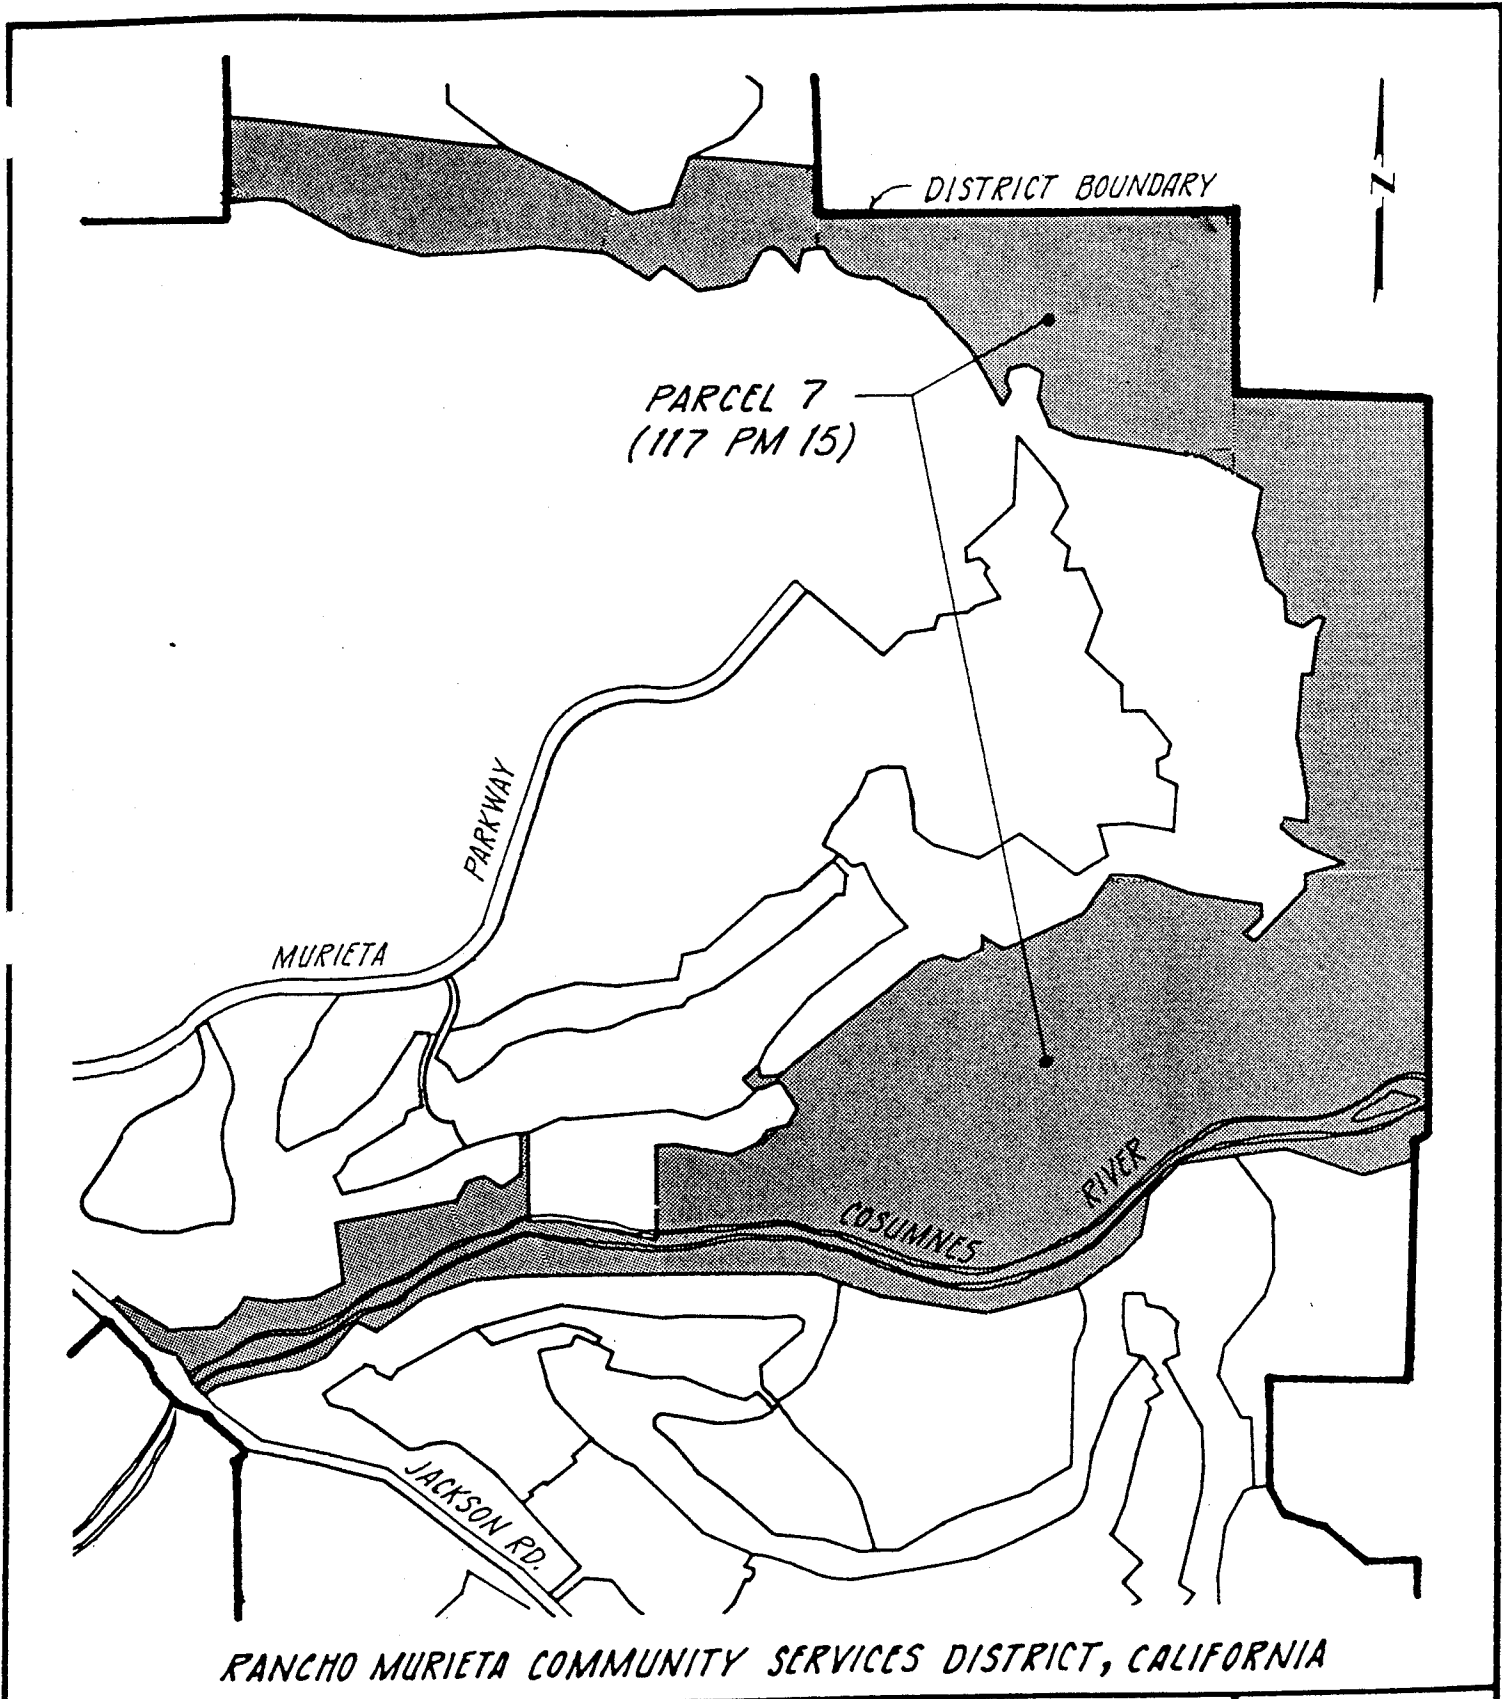 DISTRICT BOUNDARY
N
PARCEL 7
(117 PM 15)
PARKWAY
MURIETA
RIVER
COSUMNES
JACKSON RD.
RANCHO MURIETA COMMUNITY SERVICES DISTRICT, CALIFORNIA